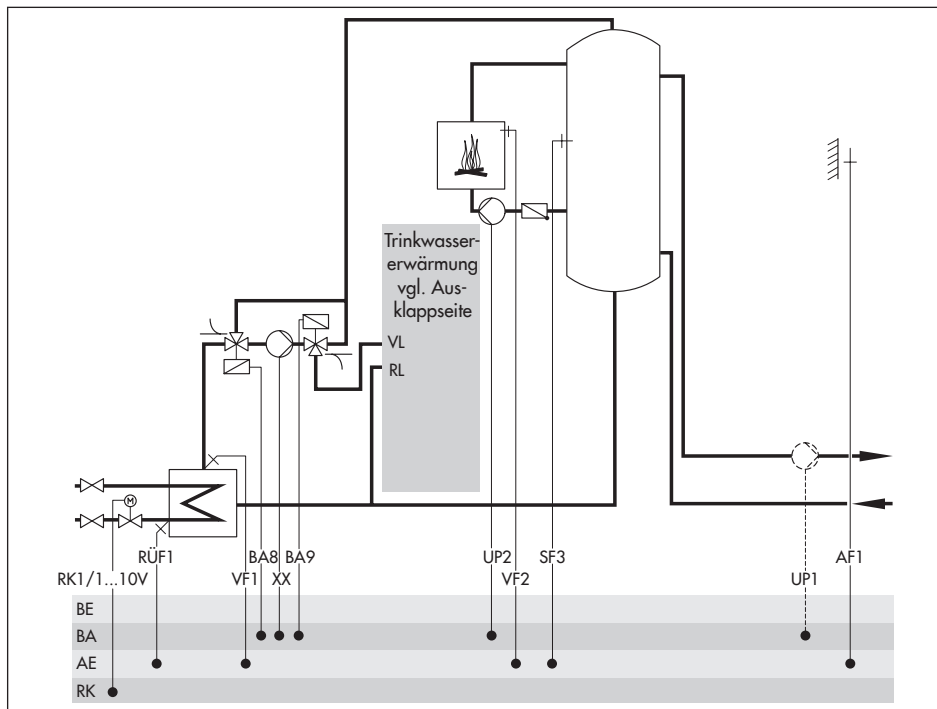 Trinkwasser-
erwärmung
vgl. Aus-
klappseite
VL
RL
M
RÜF1 BA8 BA9 UP2 SF3 AF1
RK1/1...10V VF1 XX VF2 UP1
BE
BA
AE
RK